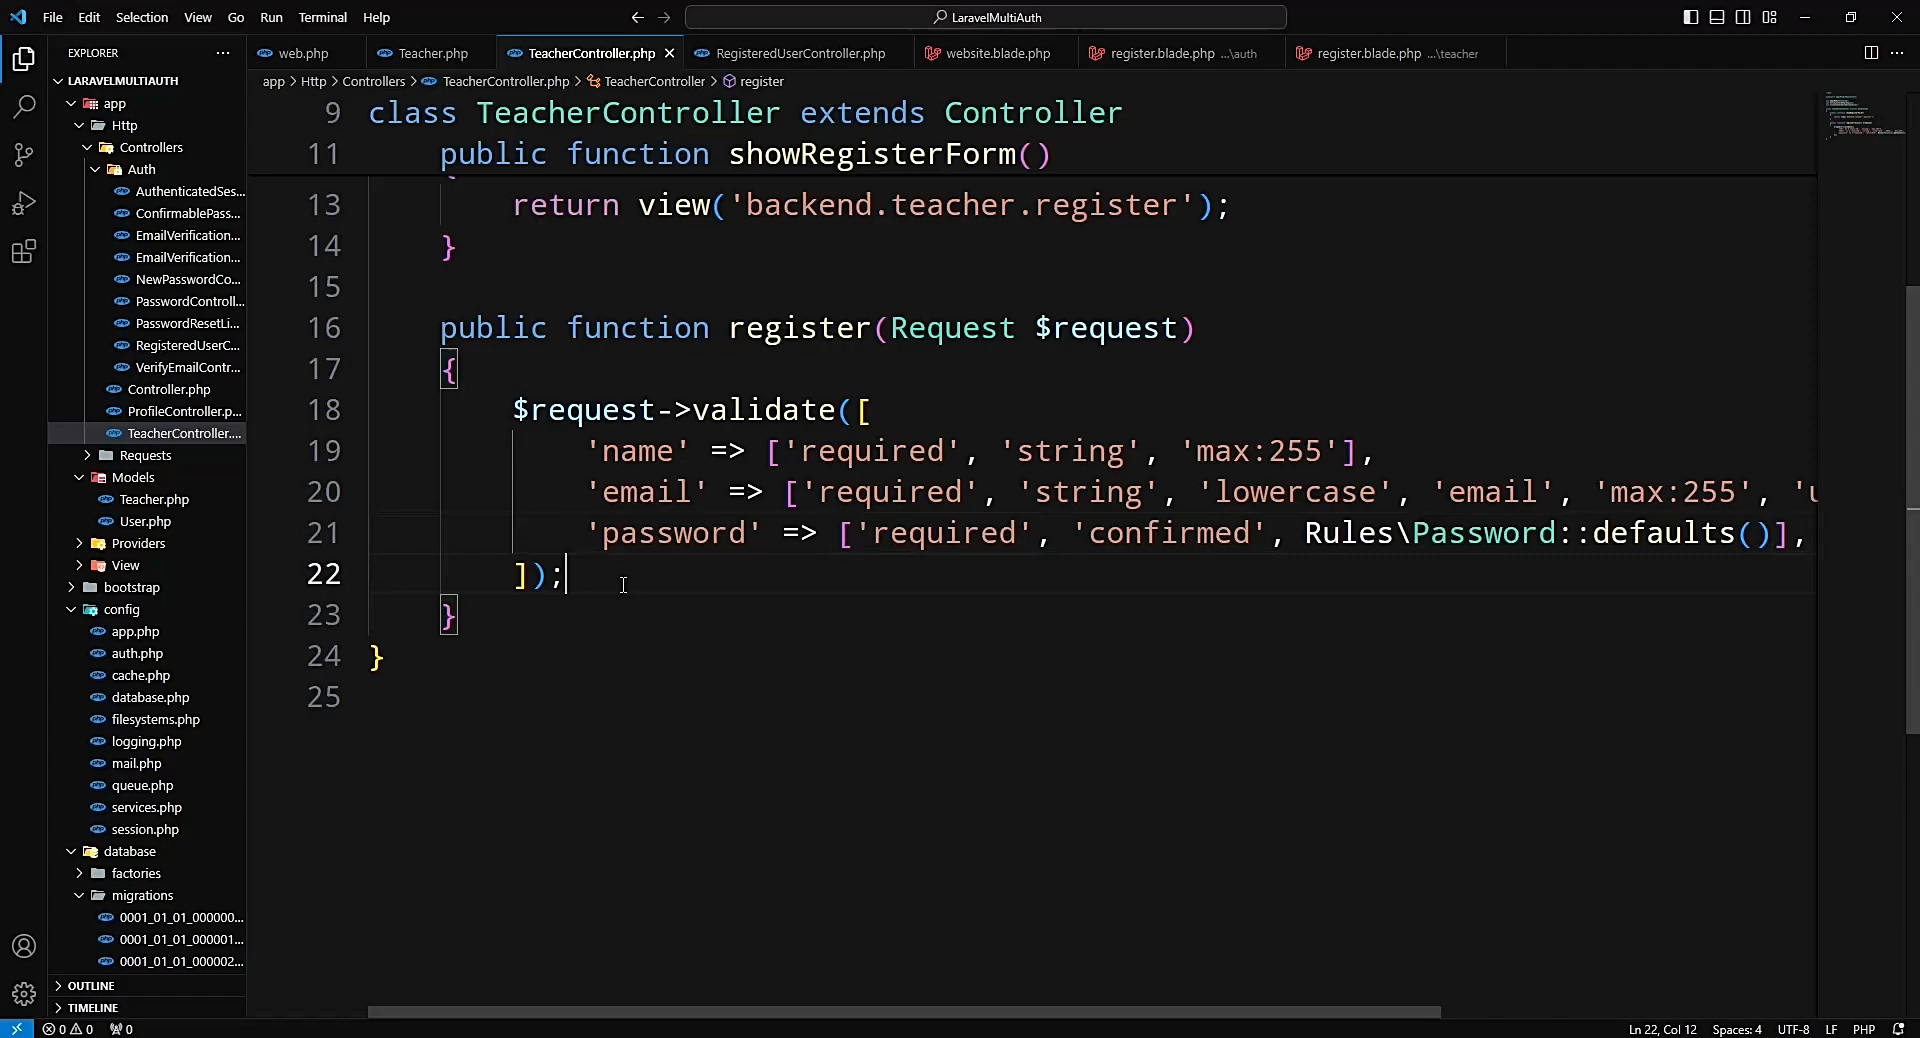 File Edit Selection View Go Run Terminal Help
LaravelMultiAuth
EXPLORER
LARAVELMULTIAUTH
app
Http
Controllers
Auth
AuthenticatedSes...
ConfirmablePass...
EmailVerification...
EmailVerification...
NewPasswordCo...
PasswordControll...
PasswordResetLi...
RegisteredUserC...
VerifyEmailContr...
Controller.php
ProfileController.p...
TeacherController....
Requests
Models
Teacher.php
User.php
Providers
View
bootstrap
config
app.php
auth.php
cache.php
database.php
filesystems.php
logging.php
mail.php
queue.php
services.php
session.php
database
factories
migrations
0001_01_01_000000...
0001_01_01_000001...
0001_01_01_000002...
OUTLINE
TIMELINE
web.php Teacher.php TeacherController.php RegisteredUserController.php website.blade.php register.blade.php ...\auth register.blade.php ...\teacher
app > Http > Controllers > TeacherController.php > TeacherController > register
9 class TeacherController extends Controller
11 public function showRegisterForm()
13 return view('backend.teacher.register');
14 }
15
16 public function register(Request $request)
17 {
18 $request->validate([
19 'name' => ['required', 'string', 'max:255'],
20 'email' => ['required', 'string', 'lowercase', 'email', 'max:255', 'u
21 'password' => ['required', 'confirmed', Rules\Password::defaults()],
22 ]);
23 }
24 }
25
0 0 0 Ln 22, Col 12 Spaces: 4 UTF-8 LF PHP